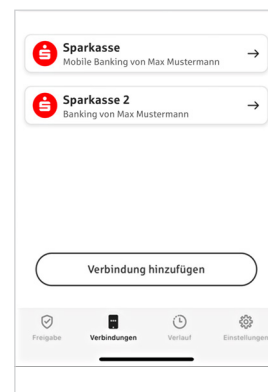 Sparkasse
Mobile Banking von Max Mustermann
Sparkasse 2
Banking von Max Mustermann
Verbindung hinzufügen
Freigabe Verbindungen Verlauf Einstellungen